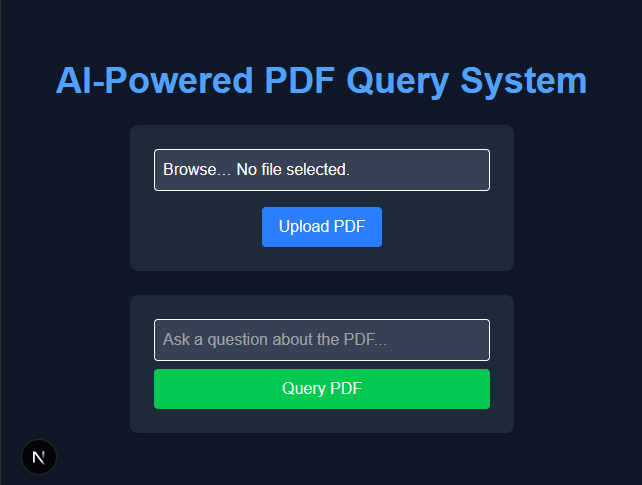 AI-Powered PDF Query System
Browse... No file selected.
Upload PDF
Ask a question about the PDF...
Query PDF
N